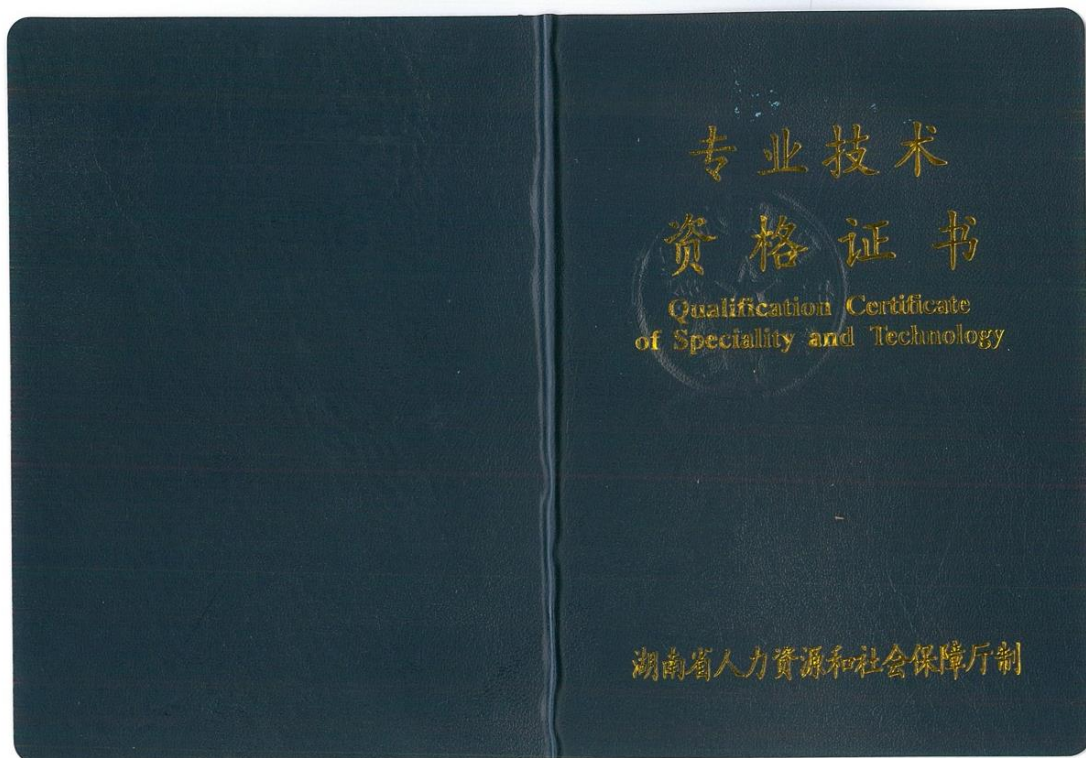 专业技术
资格证书
Qualification Certificate
of Speciality and Technology
湖南省人力资源和社会保障厅制